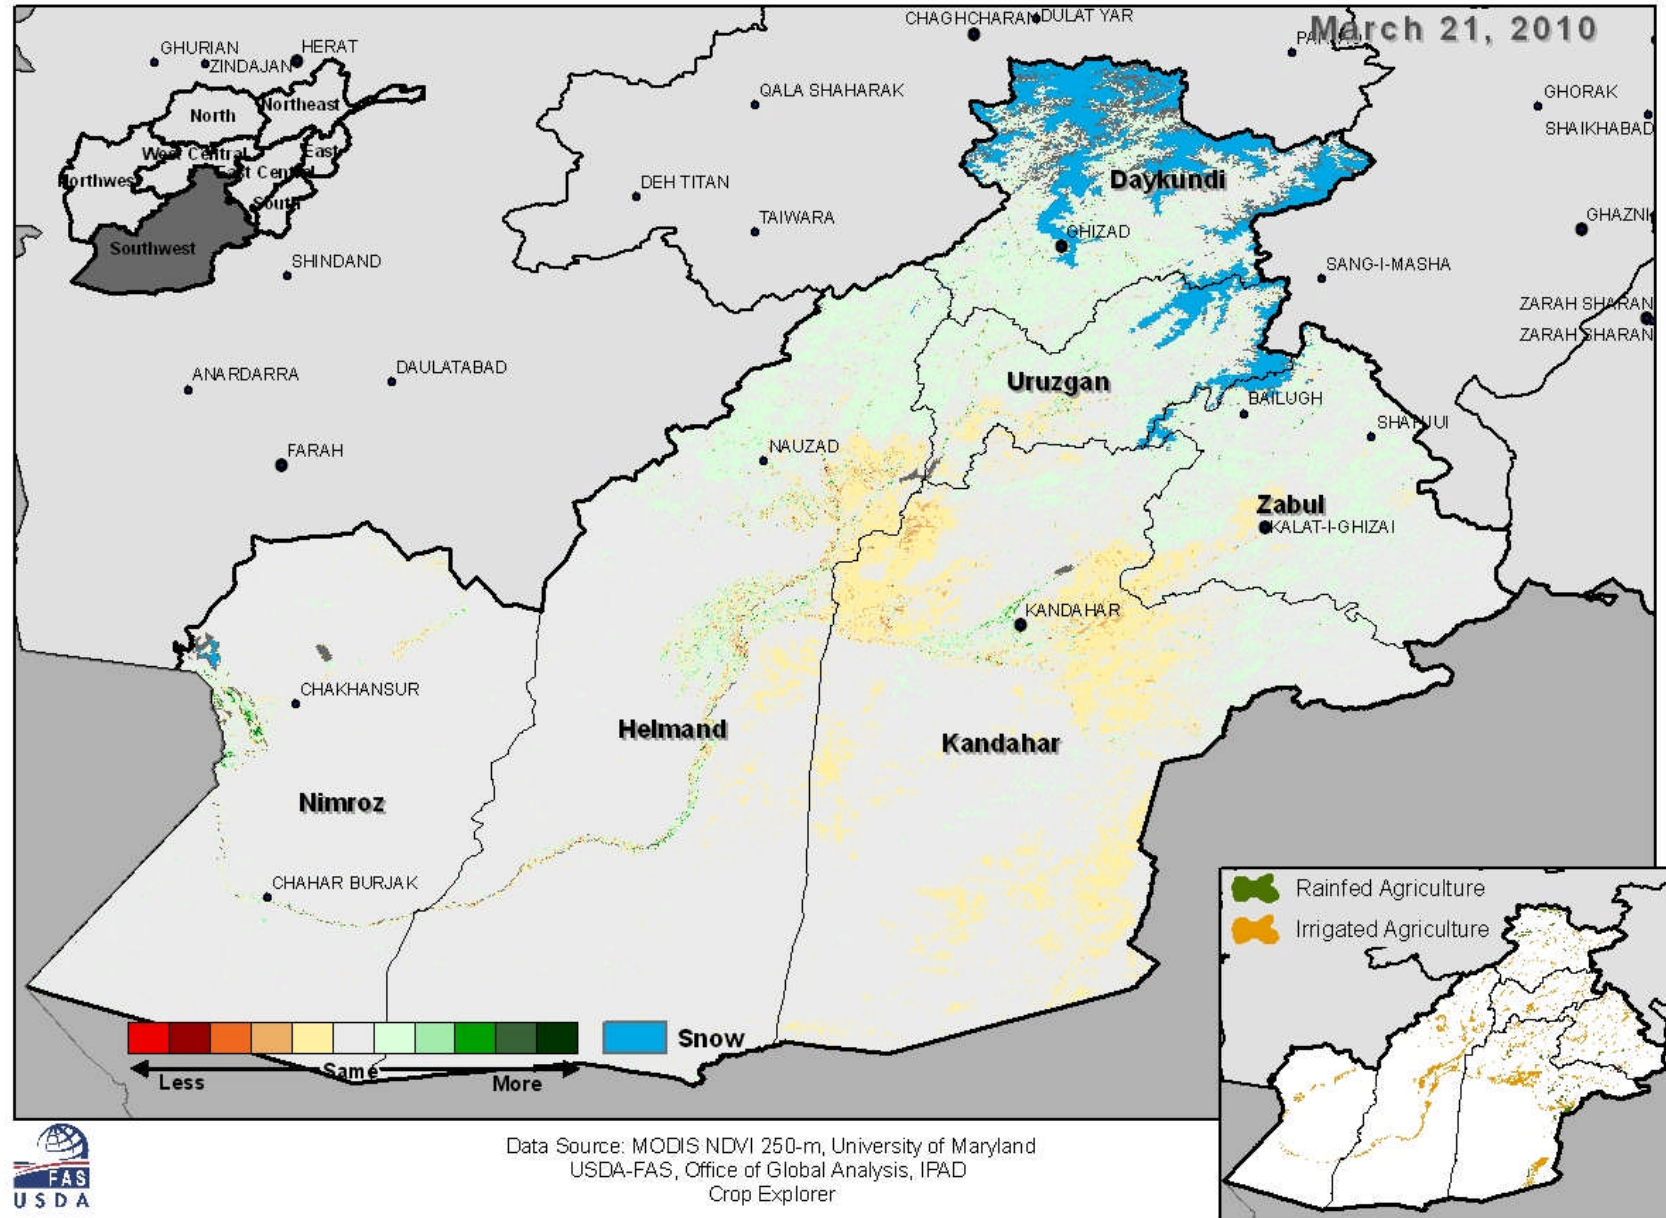 March 21, 2010
CHAGHCHARAN
DULAT YAR
GHURIAN
HERAT
ZINDAJAN
QALA SHAHARAK
GHORAK
SHAIKHABAD
North
Northeast
West Central
East
East Central
Northwes
South
Southwest
DEH TITAN
TAIWARA
Daykundi
GHIZAD
GHAZNI
SHINDAND
SANG-I-MASHA
ZARAH SHARAN
ZARAH SHARAN
ANARDARRA
DAULATABAD
Uruzgan
BAILUGH
FARAH
NAUZAD
Zabul
KALAT-I-GHIZAI
KANDAHAR
CHAKHANSUR
Helmand
Kandahar
Nimroz
CHAHAR BURJAK
Rainfed Agriculture
Irrigated Agriculture
Snow
Less
Same
More
Data Source: MODIS NDVI 250-m, University of Maryland
USDA-FAS, Office of Global Analysis, IPAD
Crop Explorer
FAS
USDA